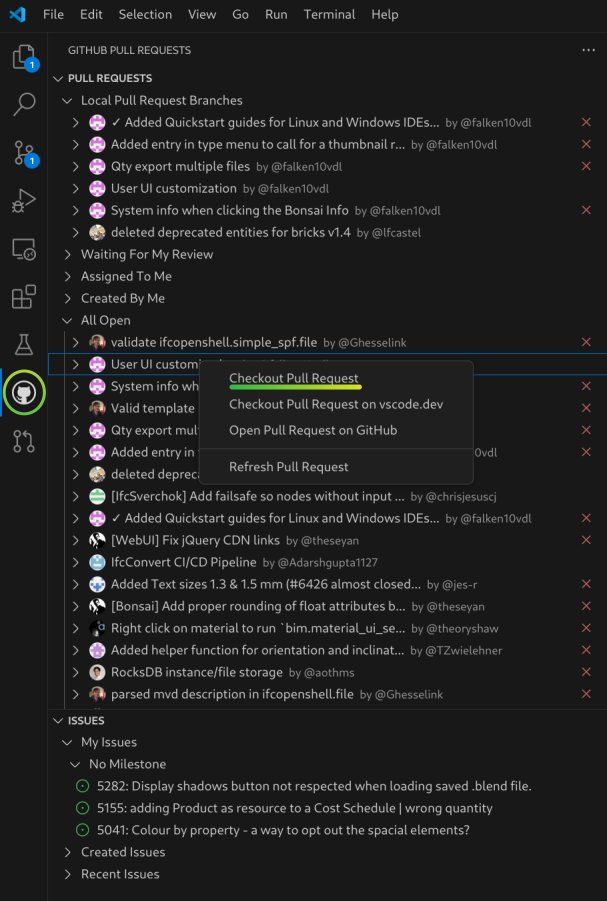 File Edit Selection View Go Run Terminal Help
GITHUB PULL REQUESTS
PULL REQUESTS
Local Pull Request Branches
✓ Added Quickstart guides for Linux and Windows IDEs... by @falken10vdl
Added entry in type menu to call for a thumbnail r... by @falken10vdl
Qty export multiple files by @falken10vdl
User UI customization by @falken10vdl
System info when clicking the Bonsai Info by @falken10vdl
deleted deprecated entities for bricks v1.4 by @lfcastel
Waiting For My Review
Assigned To Me
Created By Me
All Open
validate ifcopenshell.simple_spf.file by @Ghesselink
User UI custom
Checkout Pull Request
System info wh
Checkout Pull Request on vscode.dev
Valid template
Open Pull Request on GitHub
Qty export mul
Added entry in 0vdl
Refresh Pull Request
deleted depreca
[IfcSverchok] Add failsafe so nodes without input ... by @chrisjesuscj
✓ Added Quickstart guides for Linux and Windows IDEs... by @falken10vdl
[WebUI] Fix jQuery CDN links by @theseyan
IfcConvert CI/CD Pipeline by @Adarshgupta1127
Added Text sizes 1.3 & 1.5 mm (#6426 almost closed... by @jes-r
[Bonsai] Add proper rounding of float attributes b... by @theseyan
Right click on material to run `bim.material_ui_se... by @theoryshaw
Added helper function for orientation and inclinat... by @TZwielehner
RocksDB instance/file storage by @aothms
parsed mvd description in ifcopenshell.file by @Ghesselink
ISSUES
My Issues
No Milestone
5282: Display shadows button not respected when loading saved .blend file.
5155: adding Product as resource to a Cost Schedule | wrong quantity
5041: Colour by property - a way to opt out the spacial elements?
Created Issues
Recent Issues
1
1